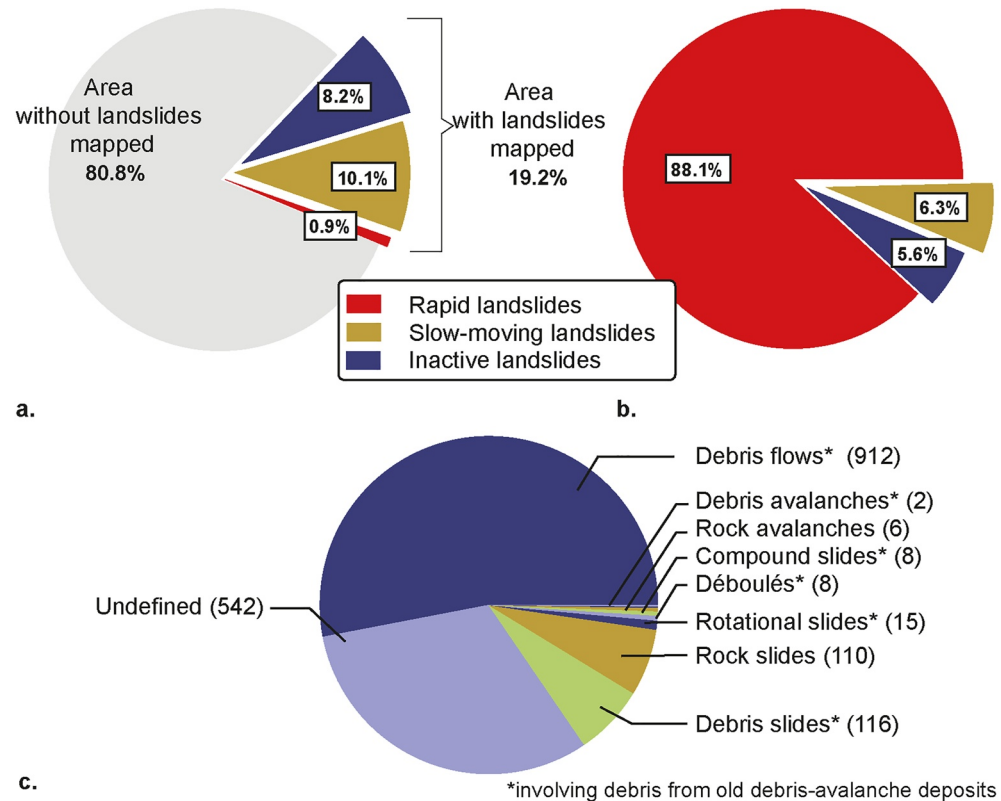 Area
without landslides
mapped
80.8%
8.2%
10.1%
0.9%
Area
with landslides
mapped
19.2%
88.1%
6.3%
5.6%
Rapid landslides
Slow-moving landslides
Inactive landslides
a.
b.
Debris flows* (912)
Debris avalanches* (2)
Rock avalanches (6)
Compound slides* (8)
Déboulés* (8)
Rotational slides* (15)
Rock slides (110)
Debris slides* (116)
Undefined (542)
c.
*involving debris from old debris-avalanche deposits